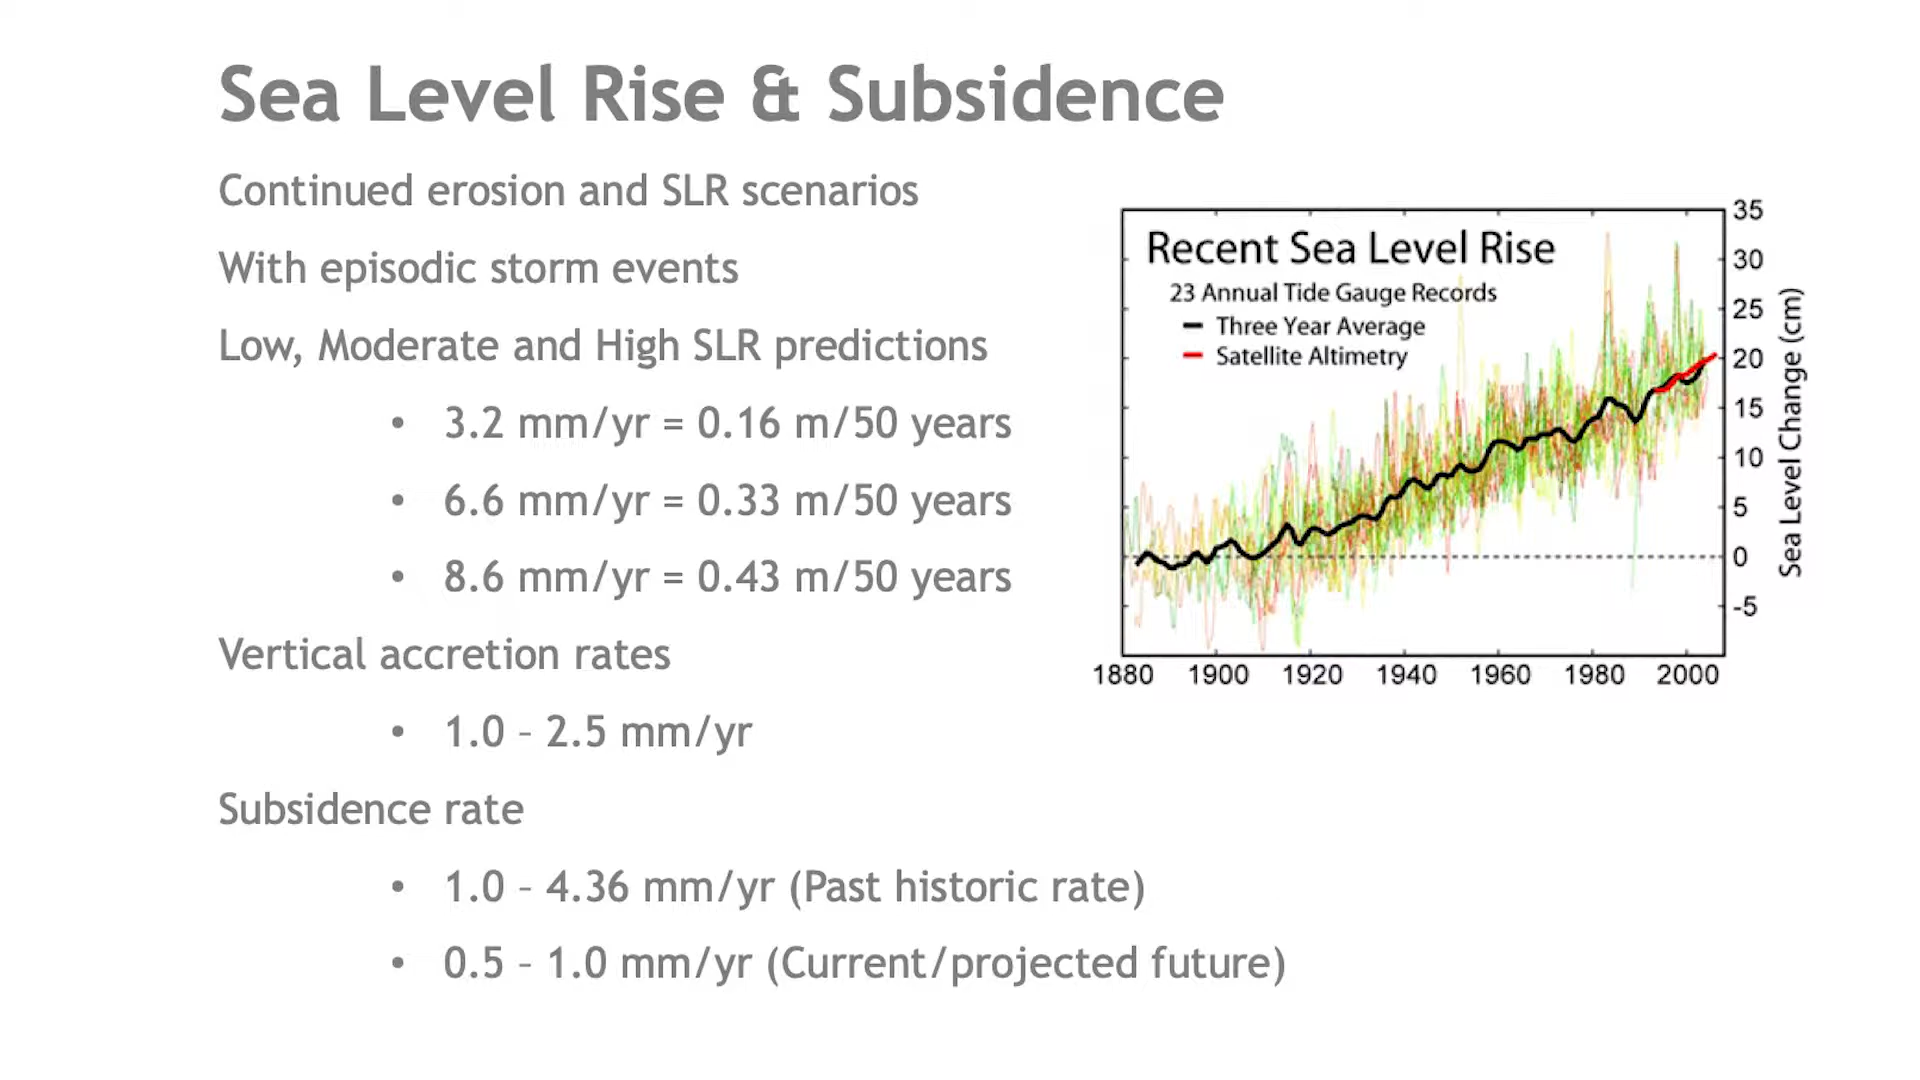 Sea Level Rise & Subsidence
Continued erosion and SLR scenarios
With episodic storm events
Low, Moderate and High SLR predictions
• 3.2 mm/yr = 0.16 m/50 years
• 6.6 mm/yr = 0.33 m/50 years
• 8.6 mm/yr = 0.43 m/50 years
Vertical accretion rates
• 1.0 – 2.5 mm/yr
Subsidence rate
• 1.0 – 4.36 mm/yr (Past historic rate)
• 0.5 – 1.0 mm/yr (Current/projected future)
Recent Sea Level Rise
23 Annual Tide Gauge Records
Three Year Average
Satellite Altimetry
35
30
25
20
15
10
5
0
-5
Sea Level Change (cm)
1880 1900 1920 1940 1960 1980 2000